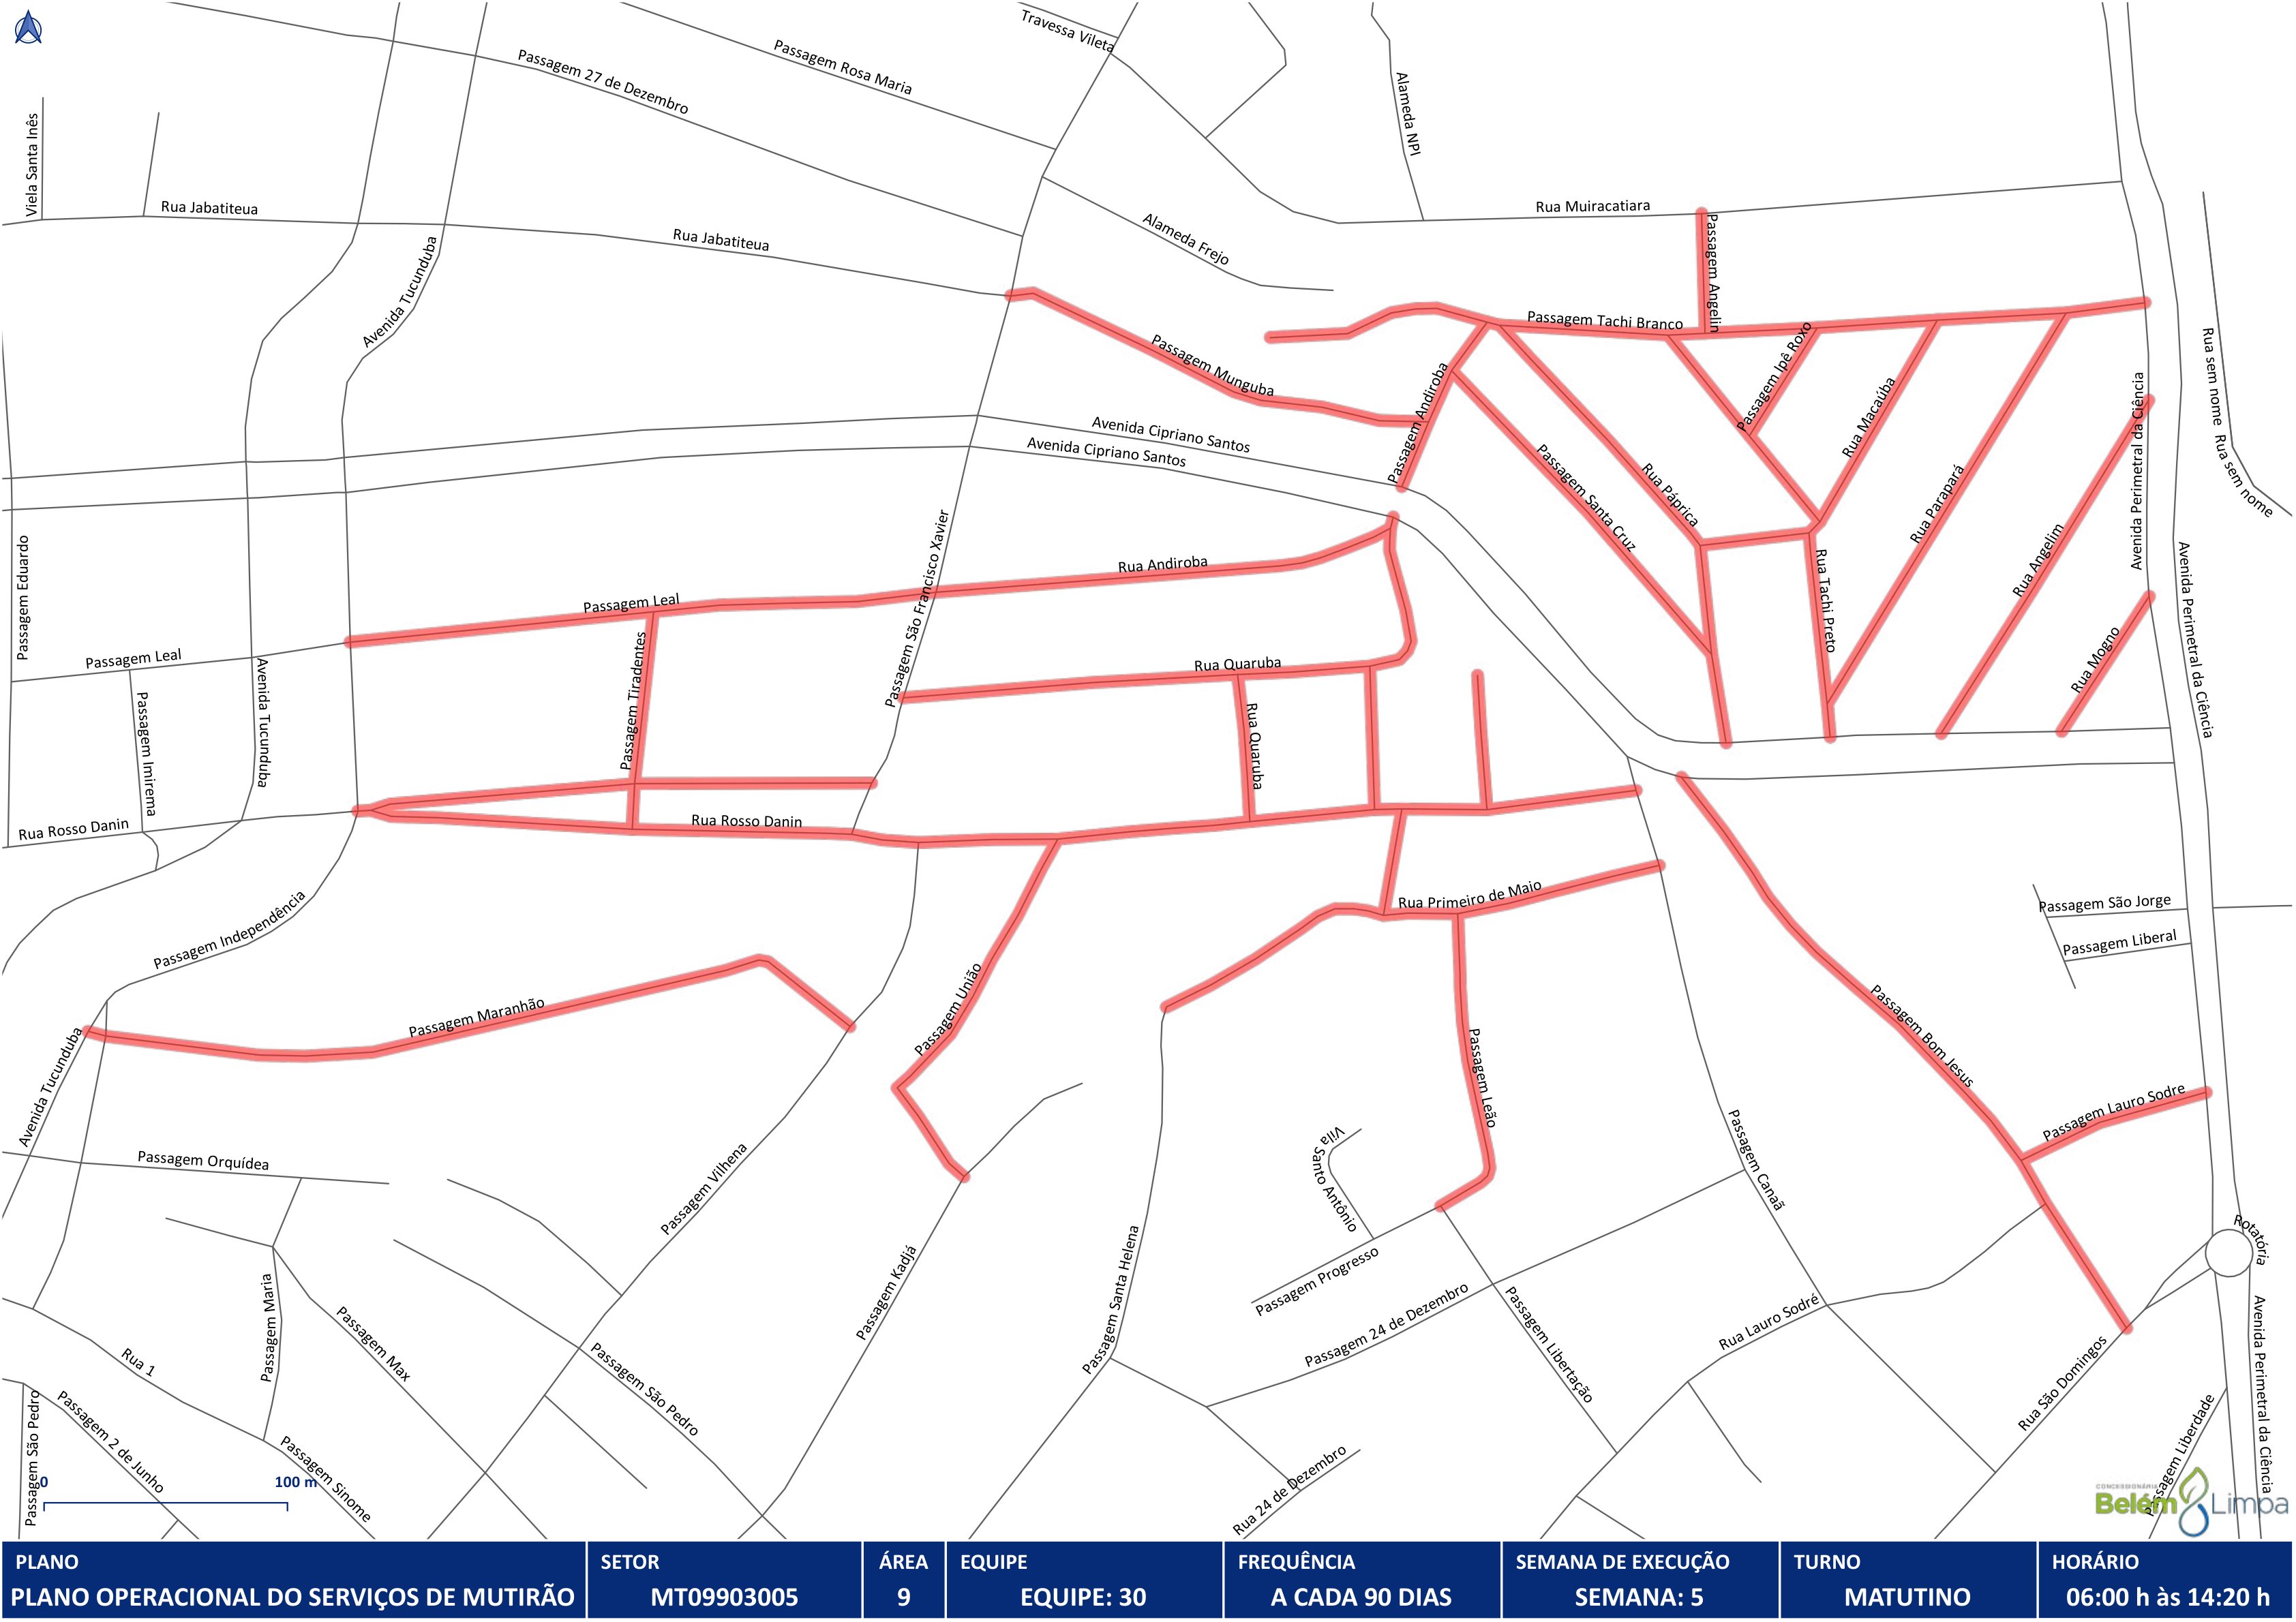 Travessa Vileta
Passagem Rosa Maria
Passagem 27 de Dezembro
Alameda NPI
Viela Santa Inês
Rua Jabatiteua
Rua Jabatiteua
Rua Muiracatiara
Alameda Frejo
Passagem Angelin
Avenida Tucunduba
Passagem Tachi Branco
Passagem Munguba
Passagem Ipê Roxo
Rua sem nome
Rua sem nome
Passagem Andiroba
Rua Macaúba
Avenida Perimetral da Ciência
Avenida Cipriano Santos
Avenida Cipriano Santos
Passagem Santa Cruz
Rua Páprica
Rua Parapará
Rua Angelim
Passagem Eduardo
Passagem São Francisco Xavier
Rua Andiroba
Rua Tachi Preto
Avenida Perimetral da Ciência
Passagem Leal
Passagem Leal
Passagem Tiradentes
Rua Quaruba
Rua Mogno
Avenida Tucunduba
Passagem Imirema
Rua Quaruba
Rua Rosso Danin
Rua Rosso Danin
Passagem Independência
Rua Primeiro de Maio
Passagem São Jorge
Passagem Liberal
Passagem Maranhão
Passagem União
Passagem Bom Jesus
Avenida Tucunduba
Passagem Leão
Passagem Lauro Sodre
Passagem Orquídea
Passagem Vilhena
Vila Santo Antônio
Passagem Canaã
Rotatória
Passagem Kadjá
Passagem Santa Helena
Passagem Progresso
Passagem Maria
Passagem Max
Passagem 24 de Dezembro
Passagem Libertação
Rua Lauro Sodré
Avenida Perimetral da Ciência
Rua 1
Passagem São Pedro
Rua São Domingos
Passagem São Pedro
Passagem 2 de Junho
Passagem Sinome
Rua 24 de Dezembro
Passagem Liberdade
0 100 m
CONCESSIONÁRIA
Belém Limpa
PLANO
PLANO OPERACIONAL DO SERVIÇOS DE MUTIRÃO
SETOR
MT09903005
ÁREA
9
EQUIPE
EQUIPE: 30
FREQUÊNCIA
A CADA 90 DIAS
SEMANA DE EXECUÇÃO
SEMANA: 5
TURNO
MATUTINO
HORÁRIO
06:00 h às 14:20 h